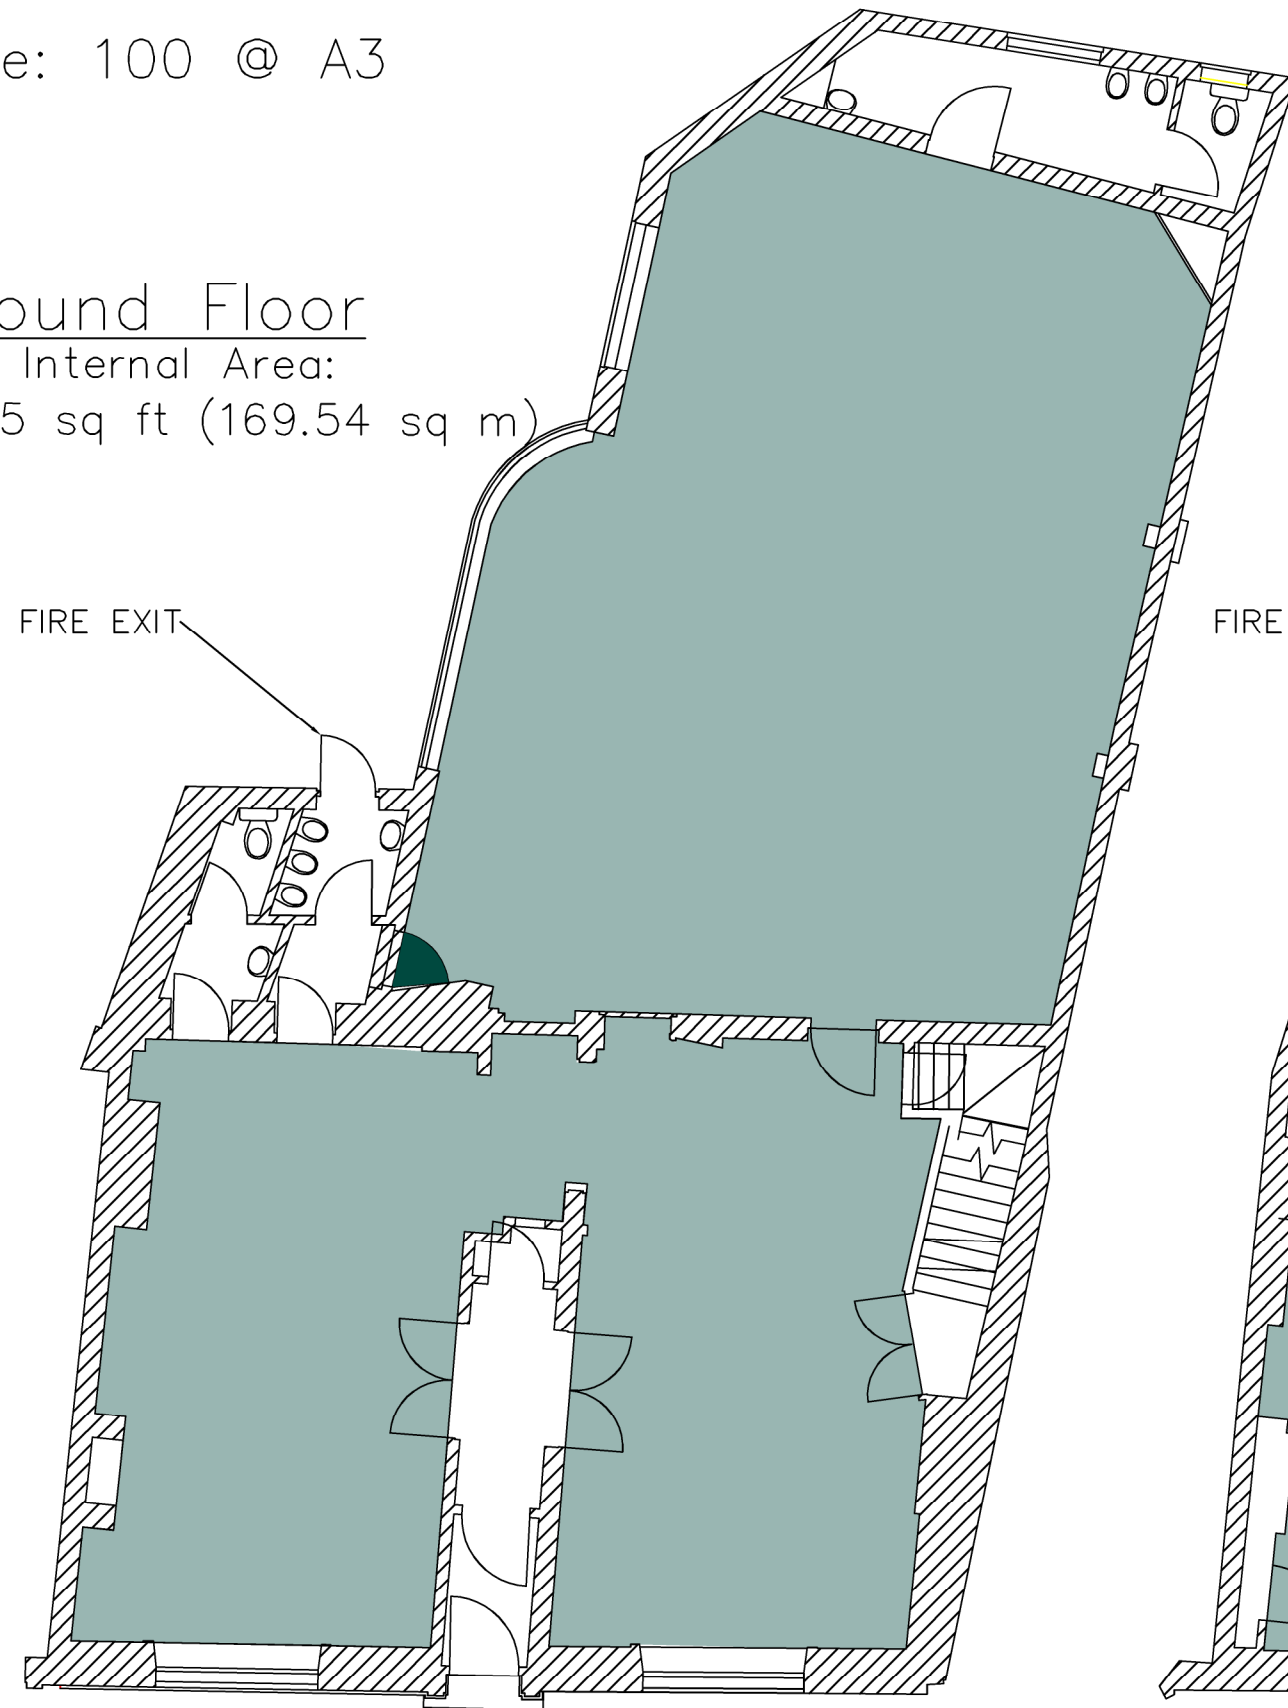 e: 100 @ A3
ound Floor
Internal Area:
5 sq ft (169.54 sq m)
FIRE EXIT
FIRE